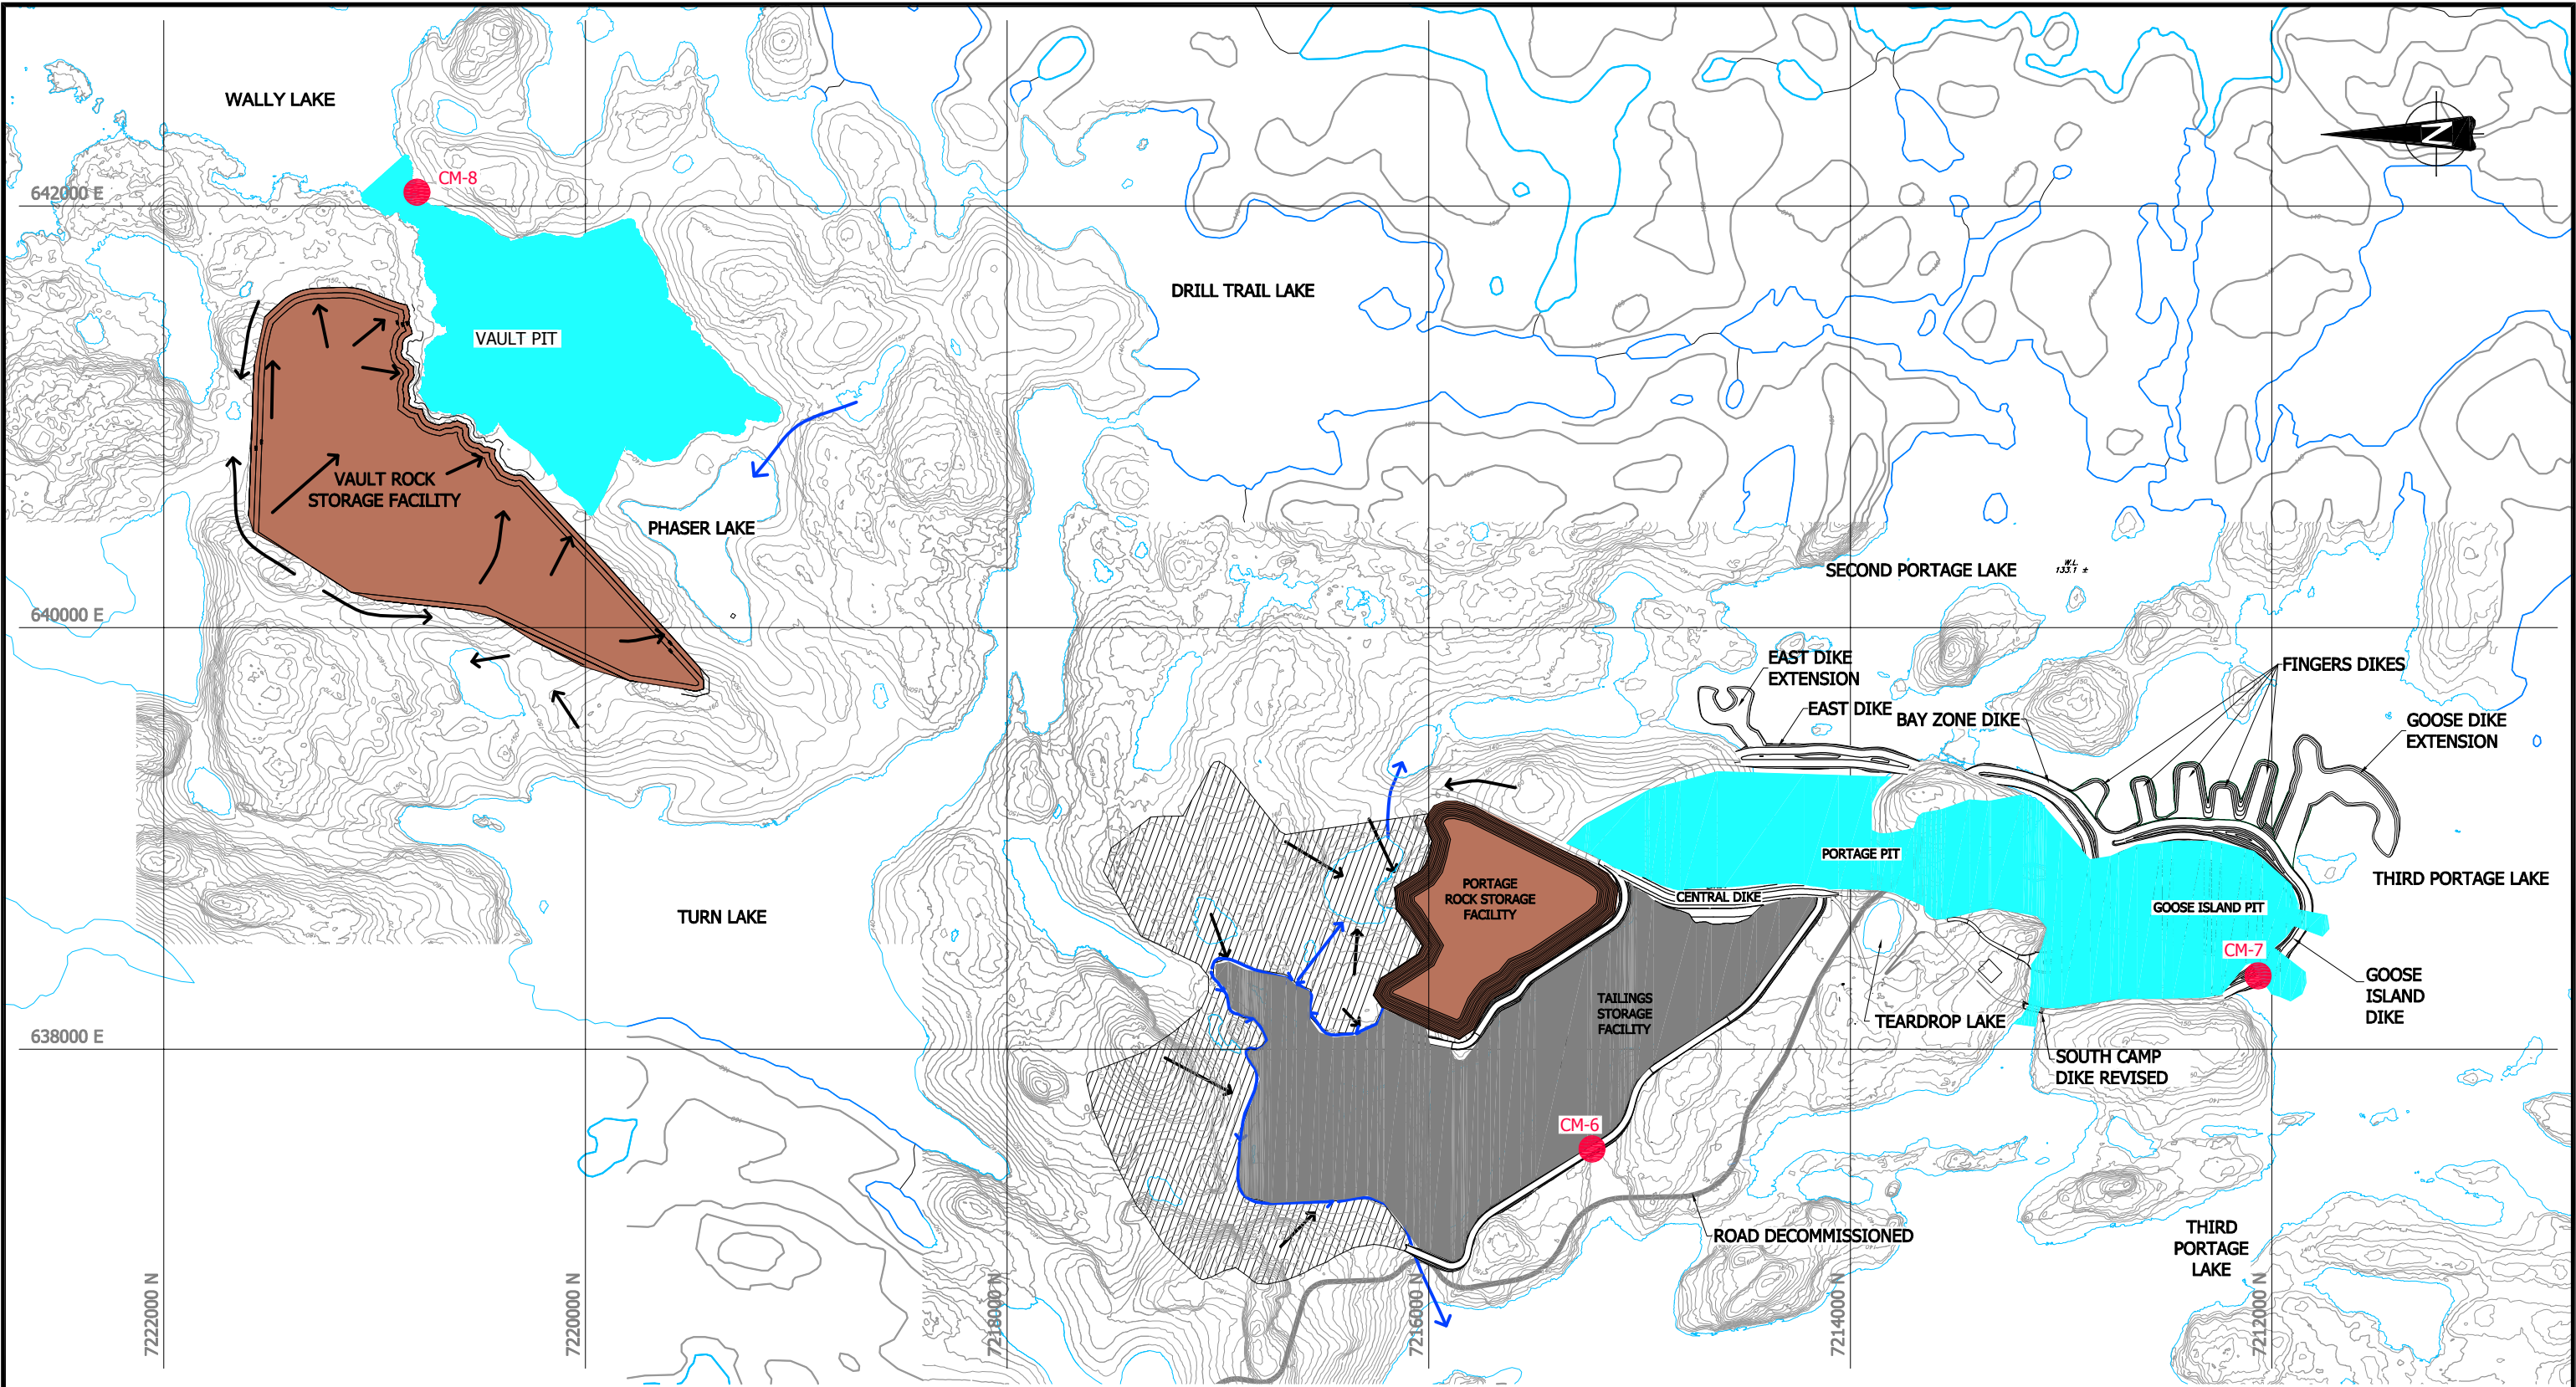 WALLY LAKE
CM-8
642000 E
N
DRILL TRAIL LAKE
VAULT PIT
VAULT ROCK
STORAGE FACILITY
PHASER LAKE
SECOND PORTAGE LAKE
W.L.
133.1 ±
640000 E
EAST DIKE
EXTENSION
EAST DIKE
BAY ZONE DIKE
FINGERS DIKES
GOOSE DIKE
EXTENSION
PORTAGE PIT
THIRD PORTAGE LAKE
PORTAGE
ROCK STORAGE
FACILITY
CENTRAL DIKE
GOOSE ISLAND PIT
TURN LAKE
CM-7
GOOSE
ISLAND
DIKE
TAILINGS
STORAGE
FACILITY
TEARDROP LAKE
638000 E
SOUTH CAMP
DIKE REVISED
CM-6
ROAD DECOMMISSIONED
THIRD
PORTAGE
LAKE
7222000 N
7220000 N
7218000 N
7216000 N
7214000 N
7212000 N